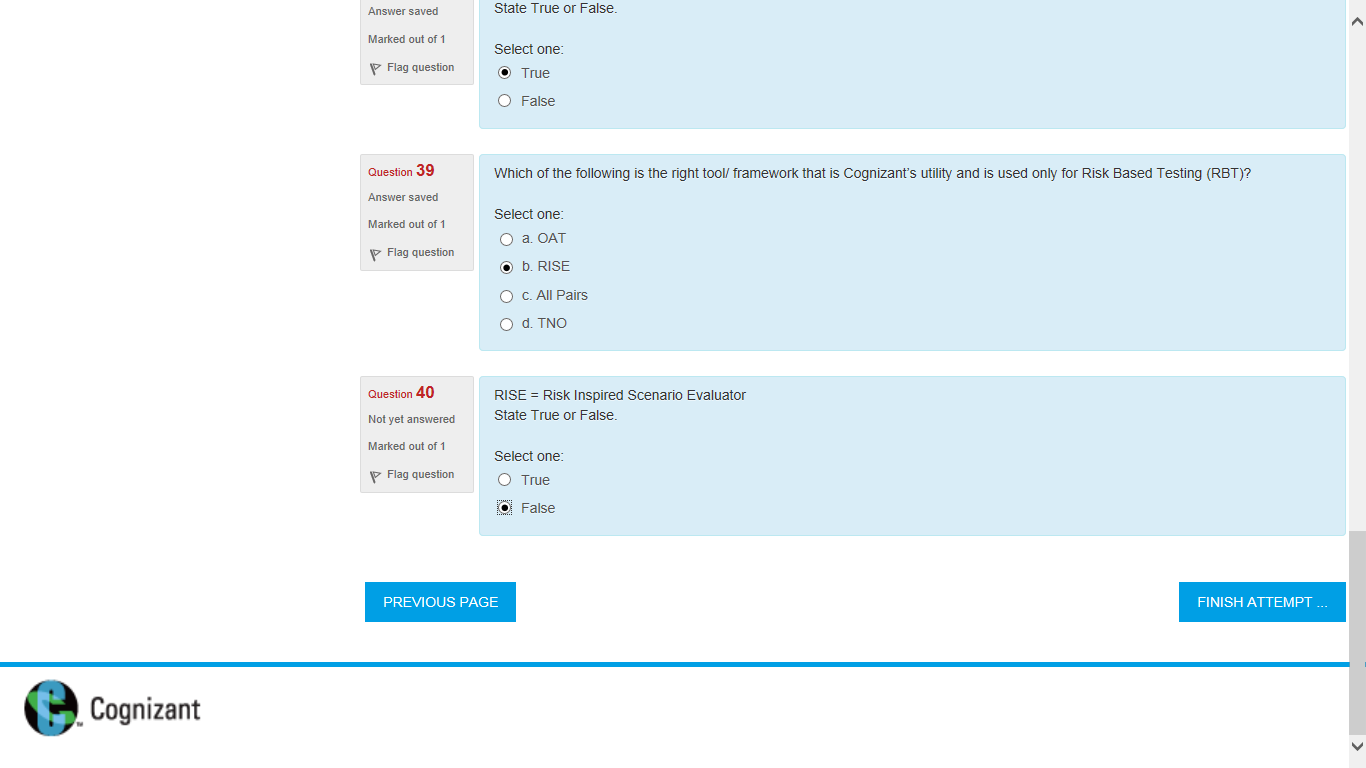 Answer saved
Marked out of 1
Flag question
State True or False.
Select one:
True
False
Question 39
Answer saved
Marked out of 1
Flag question
Which of the following is the right tool/ framework that is Cognizant's utility and is used only for Risk Based Testing (RBT)?
Select one:
a. OAT
b. RISE
c. All Pairs
d. TNO
Question 40
Not yet answered
Marked out of 1
Flag question
RISE = Risk Inspired Scenario Evaluator
State True or False.
Select one:
True
False
PREVIOUS PAGE
FINISH ATTEMPT ...
Cognizant